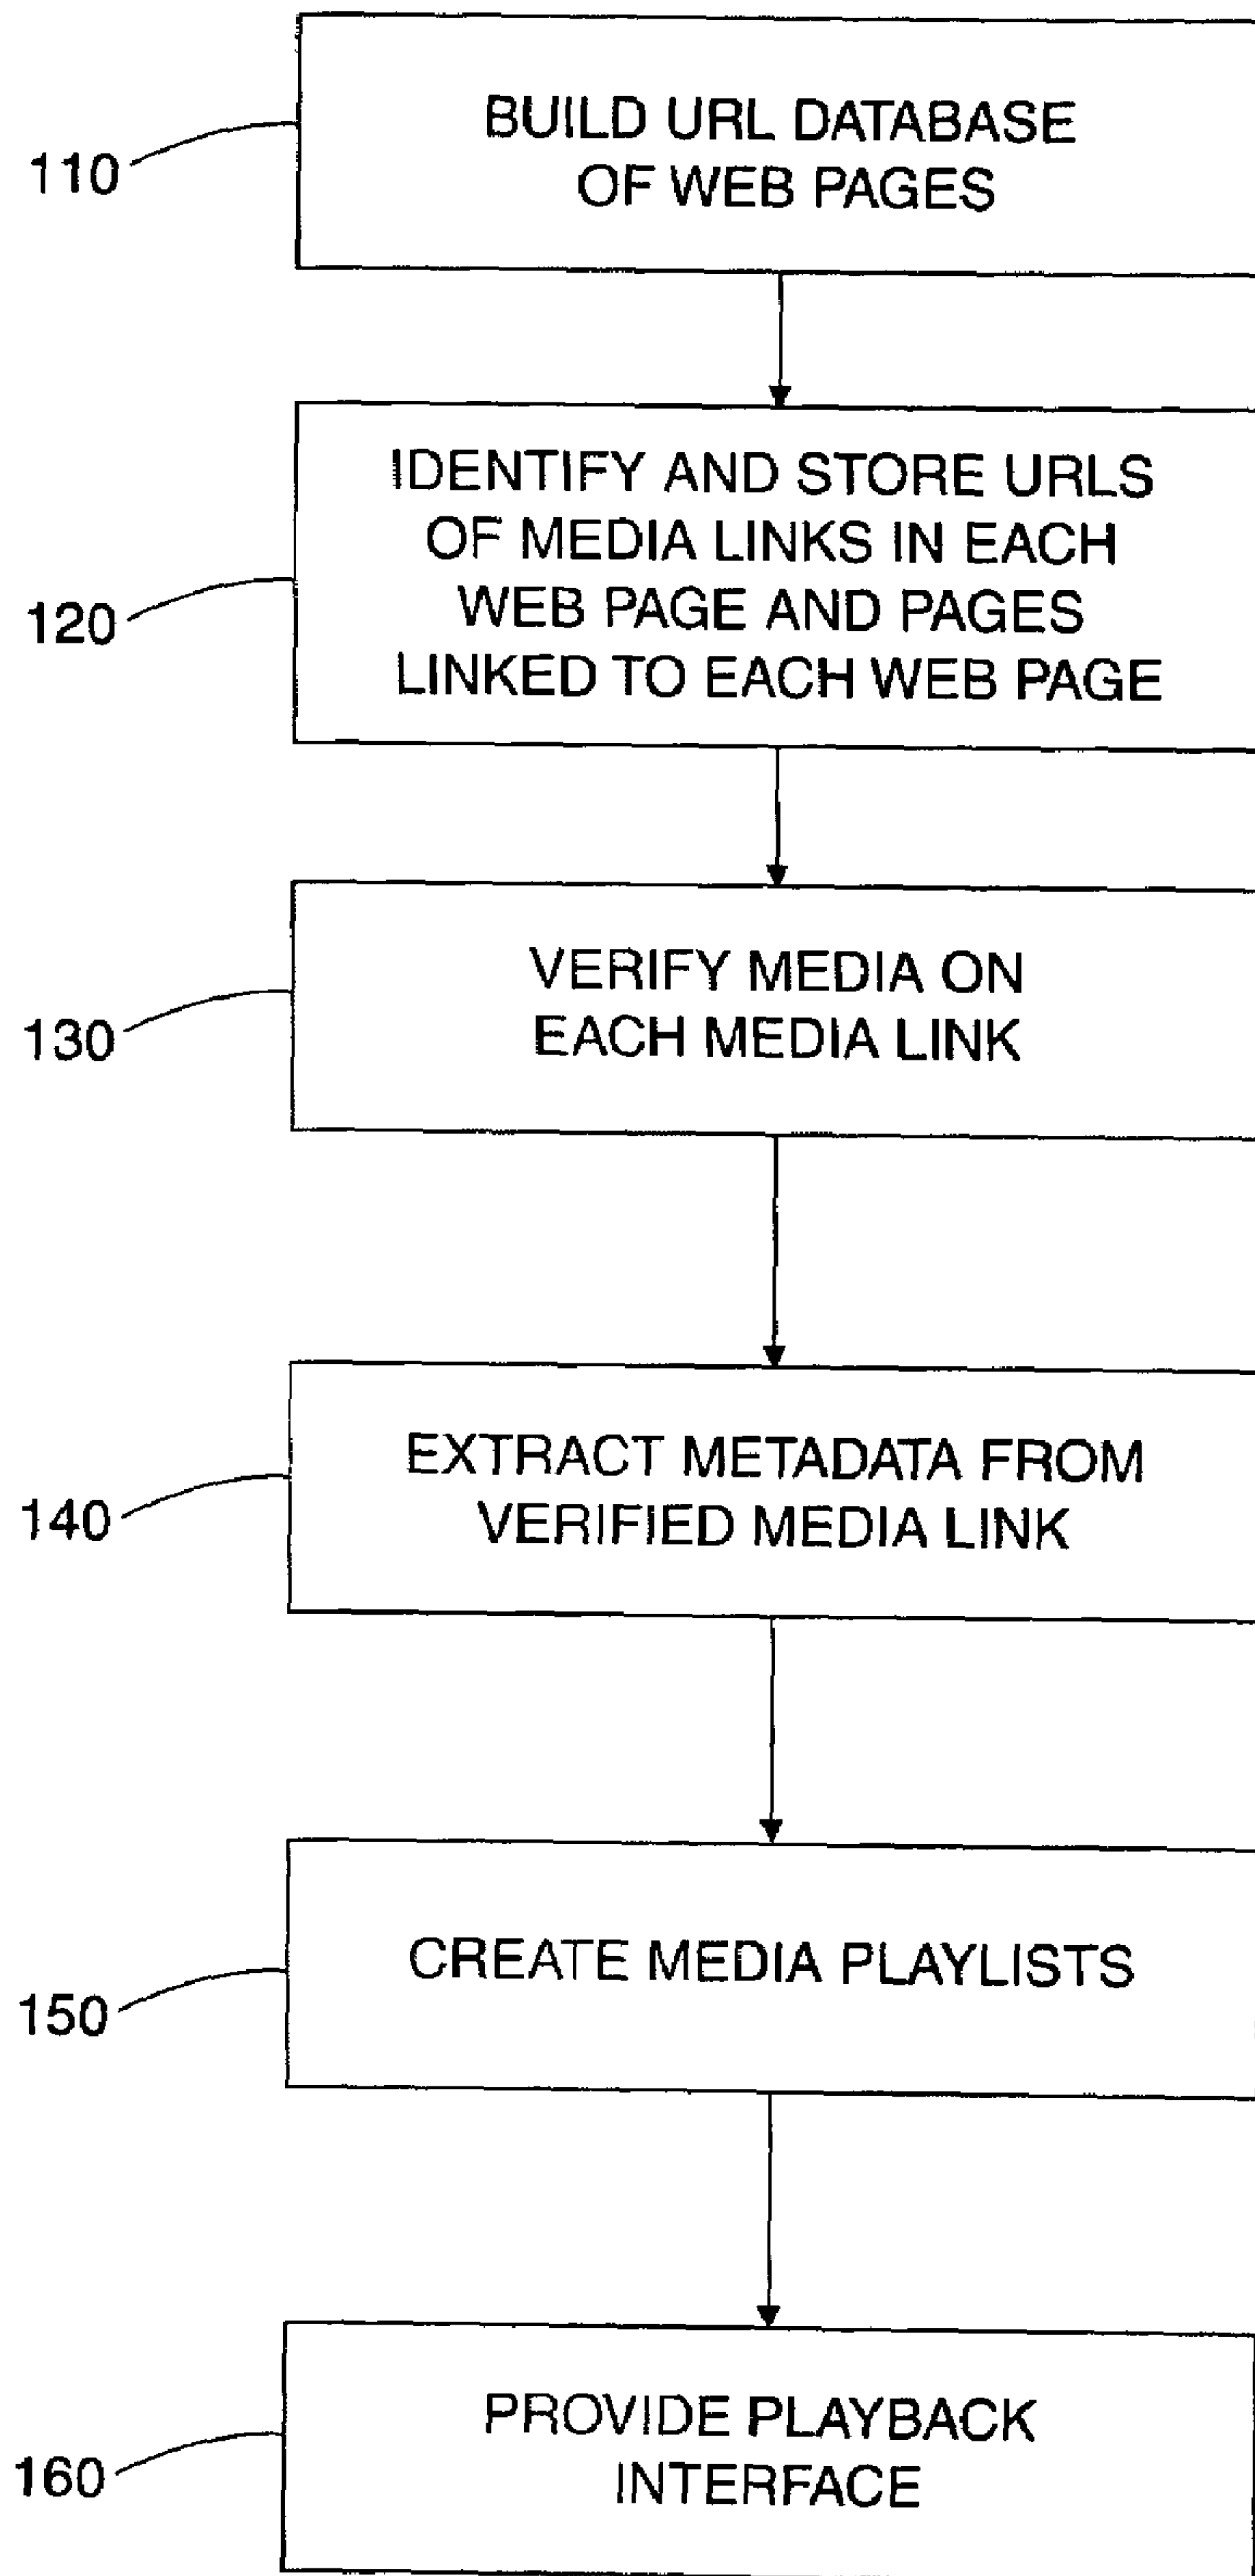 BUILD URL DATABASE
OF WEB PAGES
110
IDENTIFY AND STORE URLS
OF MEDIA LINKS IN EACH
WEB PAGE AND PAGES
LINKED TO EACH WEB PAGE
120
VERIFY MEDIA ON
EACH MEDIA LINK
130
EXTRACT METADATA FROM
VERIFIED MEDIA LINK
140
CREATE MEDIA PLAYLISTS
150
PROVIDE PLAYBACK
INTERFACE
160